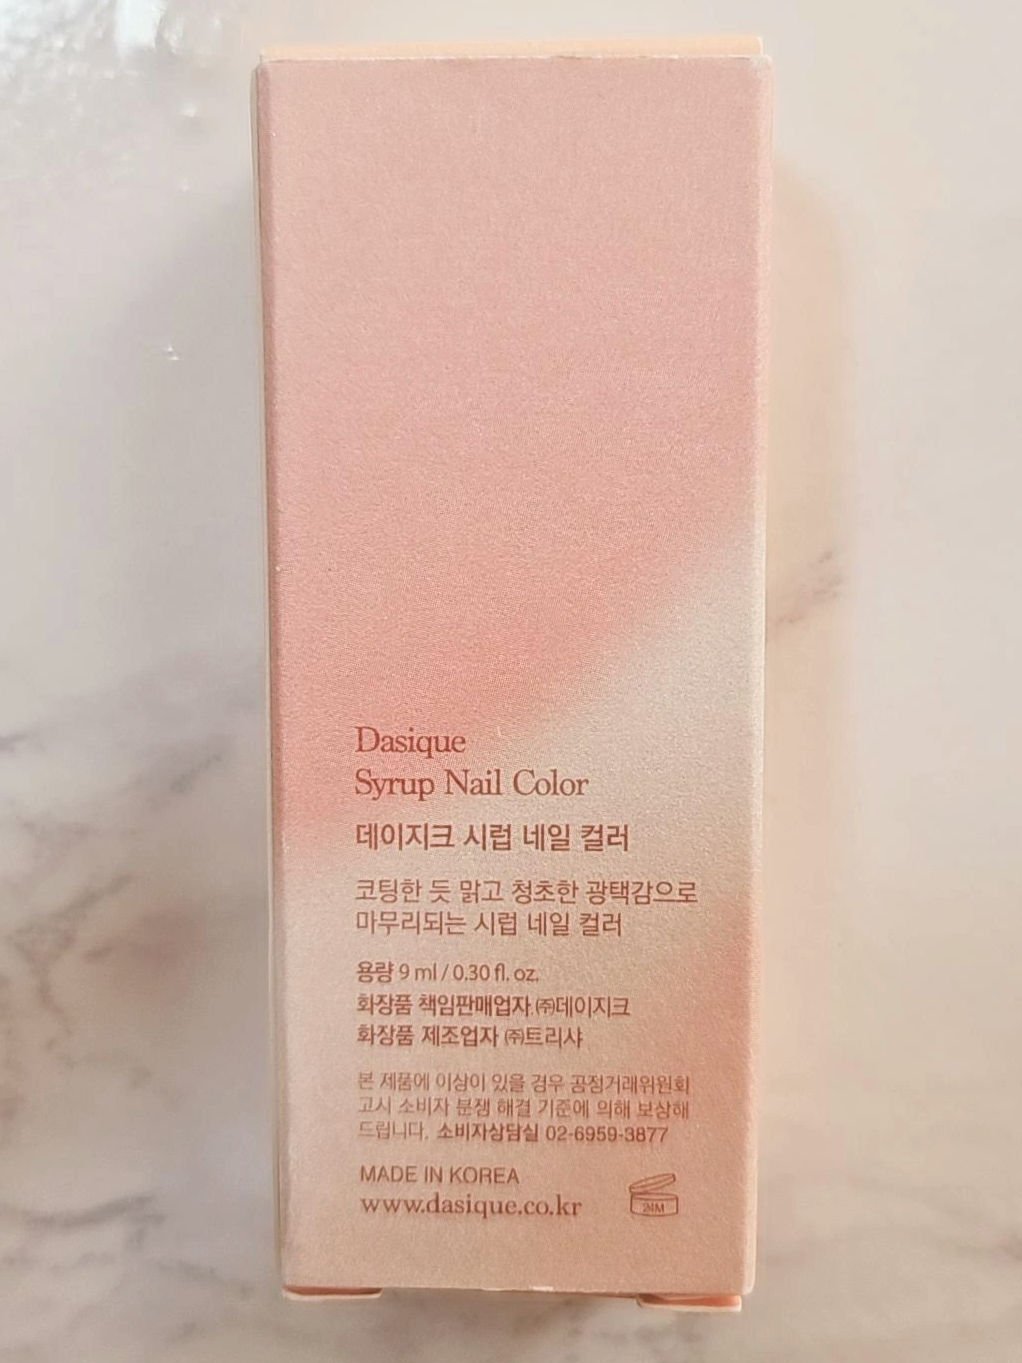 Dasique
Syrup Nail Color
데이지크 시럽 네일 컬러
코팅한 듯 맑고 청초한 광택감으로
마무리되는 시럽 네일 컬러
용량 9 ml / 0.30 fl. oz.
화장품 책임판매업자 ㈜데이지크
화장품 제조업자 ㈜트리샤
본 제품에 이상이 있을 경우 공정거래위원회
고시 소비자 분쟁 해결 기준에 의해 보상해
드립니다. 소비자상담실 02-6959-3877
MADE IN KOREA
www.dasique.co.kr
24M